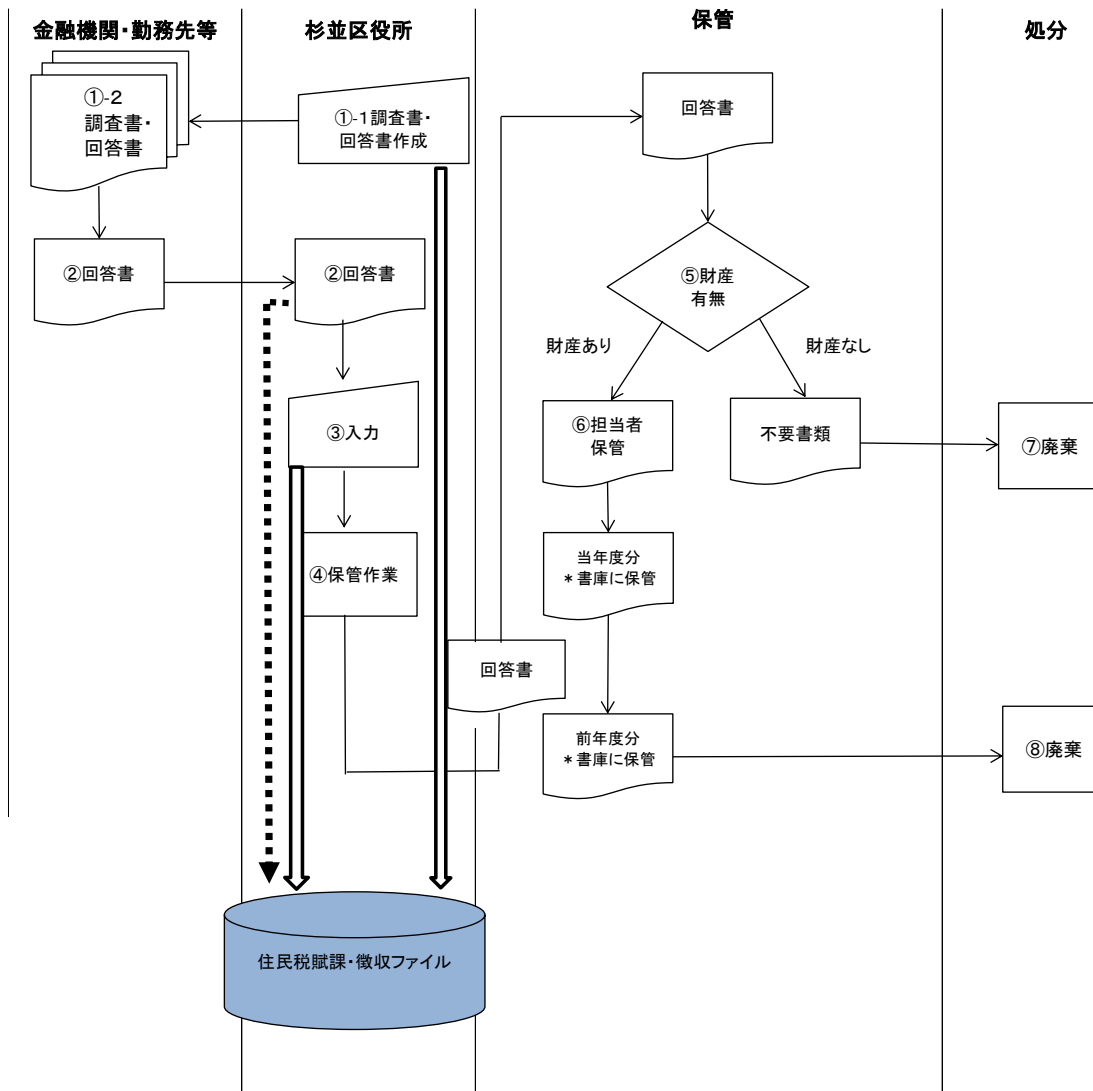 金融機関・勤務先等
杉並区役所
保管
処分
①-2
調査書・
回答書
①-1調査書・
回答書作成
回答書
②回答書
②回答書
⑤財産
有無
財産あり
財産なし
③入力
⑥担当者
保管
不要書類
⑦廃棄
④保管作業
当年度分
＊書庫に保管
回答書
前年度分
＊書庫に保管
⑧廃棄
住民税賦課・徴収ファイル